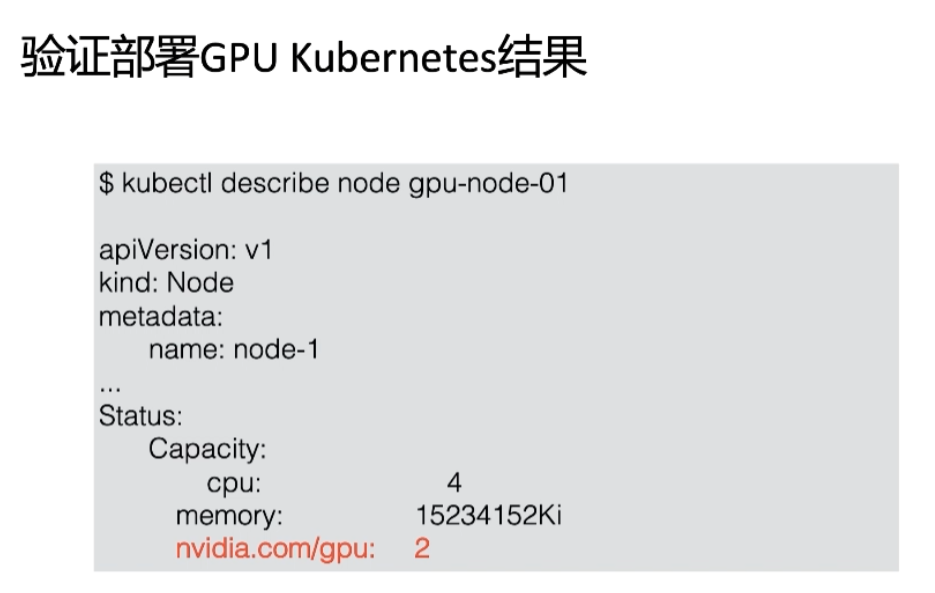 验证部署GPU Kubernetes结果
$ kubectl describe node gpu-node-01
apiVersion: v1
kind: Node
metadata:
name: node-1
...
Status:
Capacity:
cpu: 4
memory: 15234152Ki
nvidia.com/gpu: 2